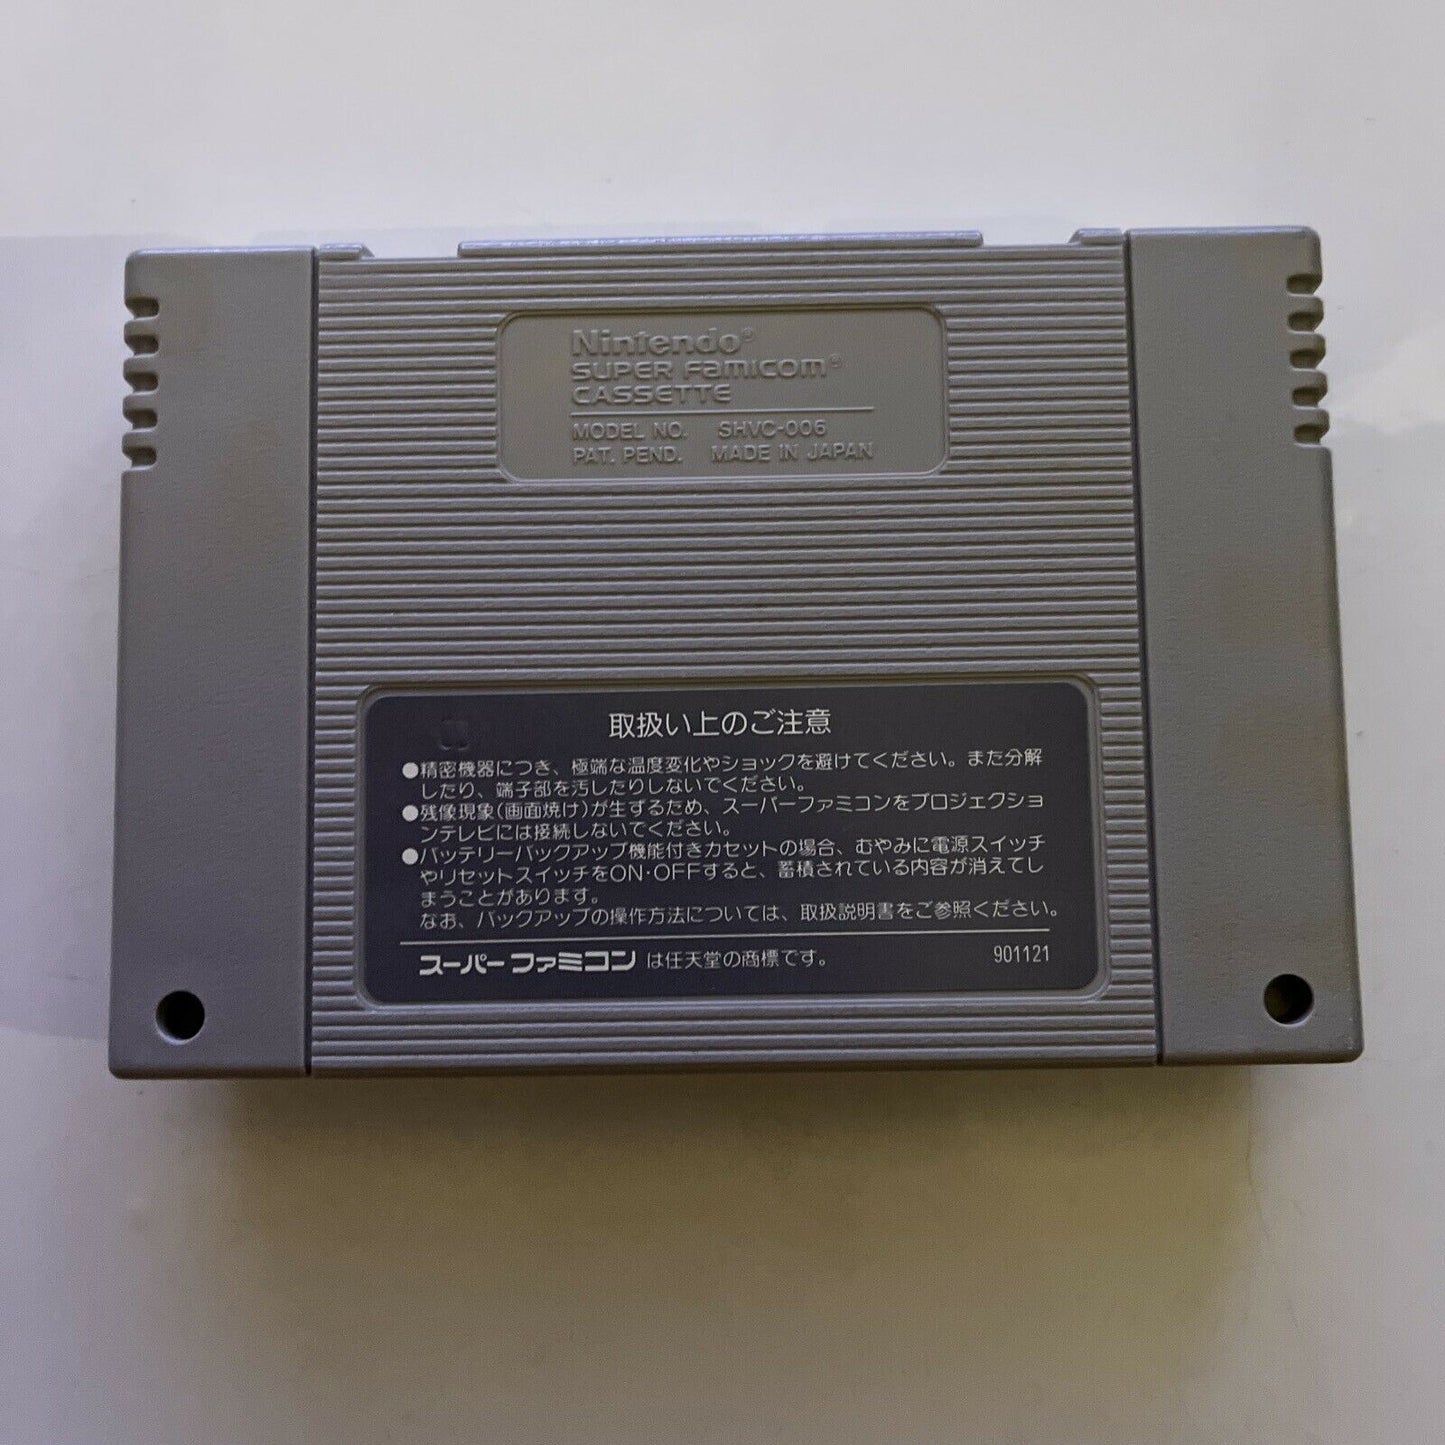 Nintendo®
SUPER FAMICOM®
CASSETTE
MODEL NO. SHVC-006
PAT. PEND. MADE IN JAPAN
取扱い上のご注意
●精密機器につき、極端な温度変化やショックを避けてください。また分解
したり、端子部を汚したりしないでください。
●残像現象(画面焼け)が生ずるため、スーパーファミコンをプロジェクショ
ンテレビには接続しないでください。
●バッテリーバックアップ機能付きカセットの場合、むやみに電源スイッチ
やリセットスイッチをON・OFFすると、蓄積されている内容が消えてし
まうことがあります。
なお、バックアップの操作方法については、取扱説明書をご参照ください。
スーパーファミコン は任天堂の商標です。 901121